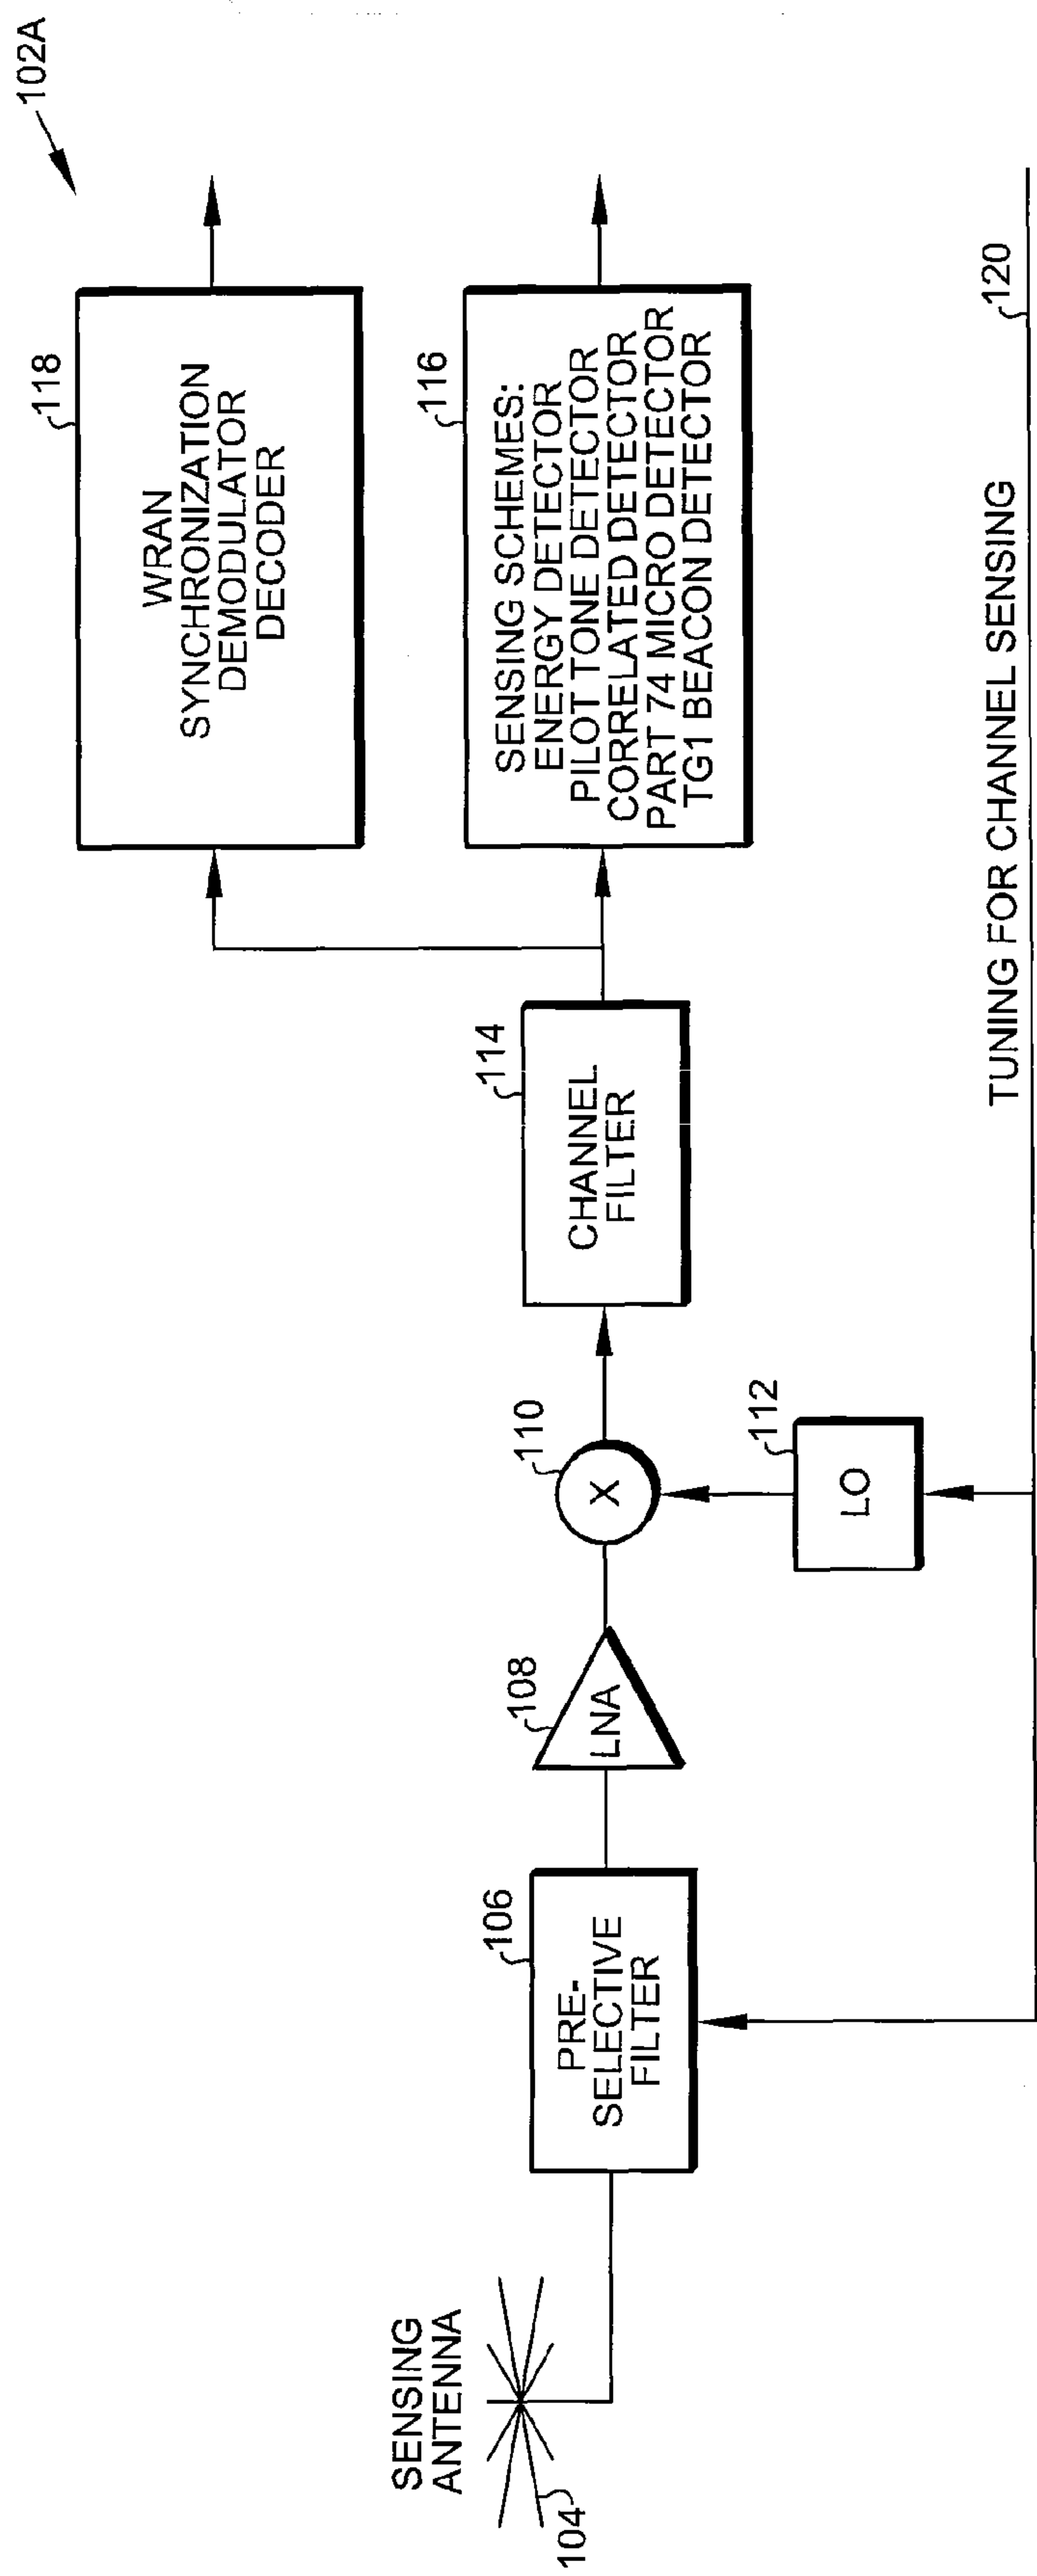 102A
118
WRAN
SYNCHRONIZATION
DEMODULATOR
DECODER
116
SENSING SCHEMES:
ENERGY DETECTOR
PILOT TONE DETECTOR
CORRELATED DETECTOR
PART 74 MICRO DETECTOR
TG1 BEACON DETECTOR
114
CHANNEL
FILTER
110
X
112
LO
108
LNA
106
PRE-
SELECTIVE
FILTER
SENSING
ANTENNA
104
120
TUNING FOR CHANNEL SENSING